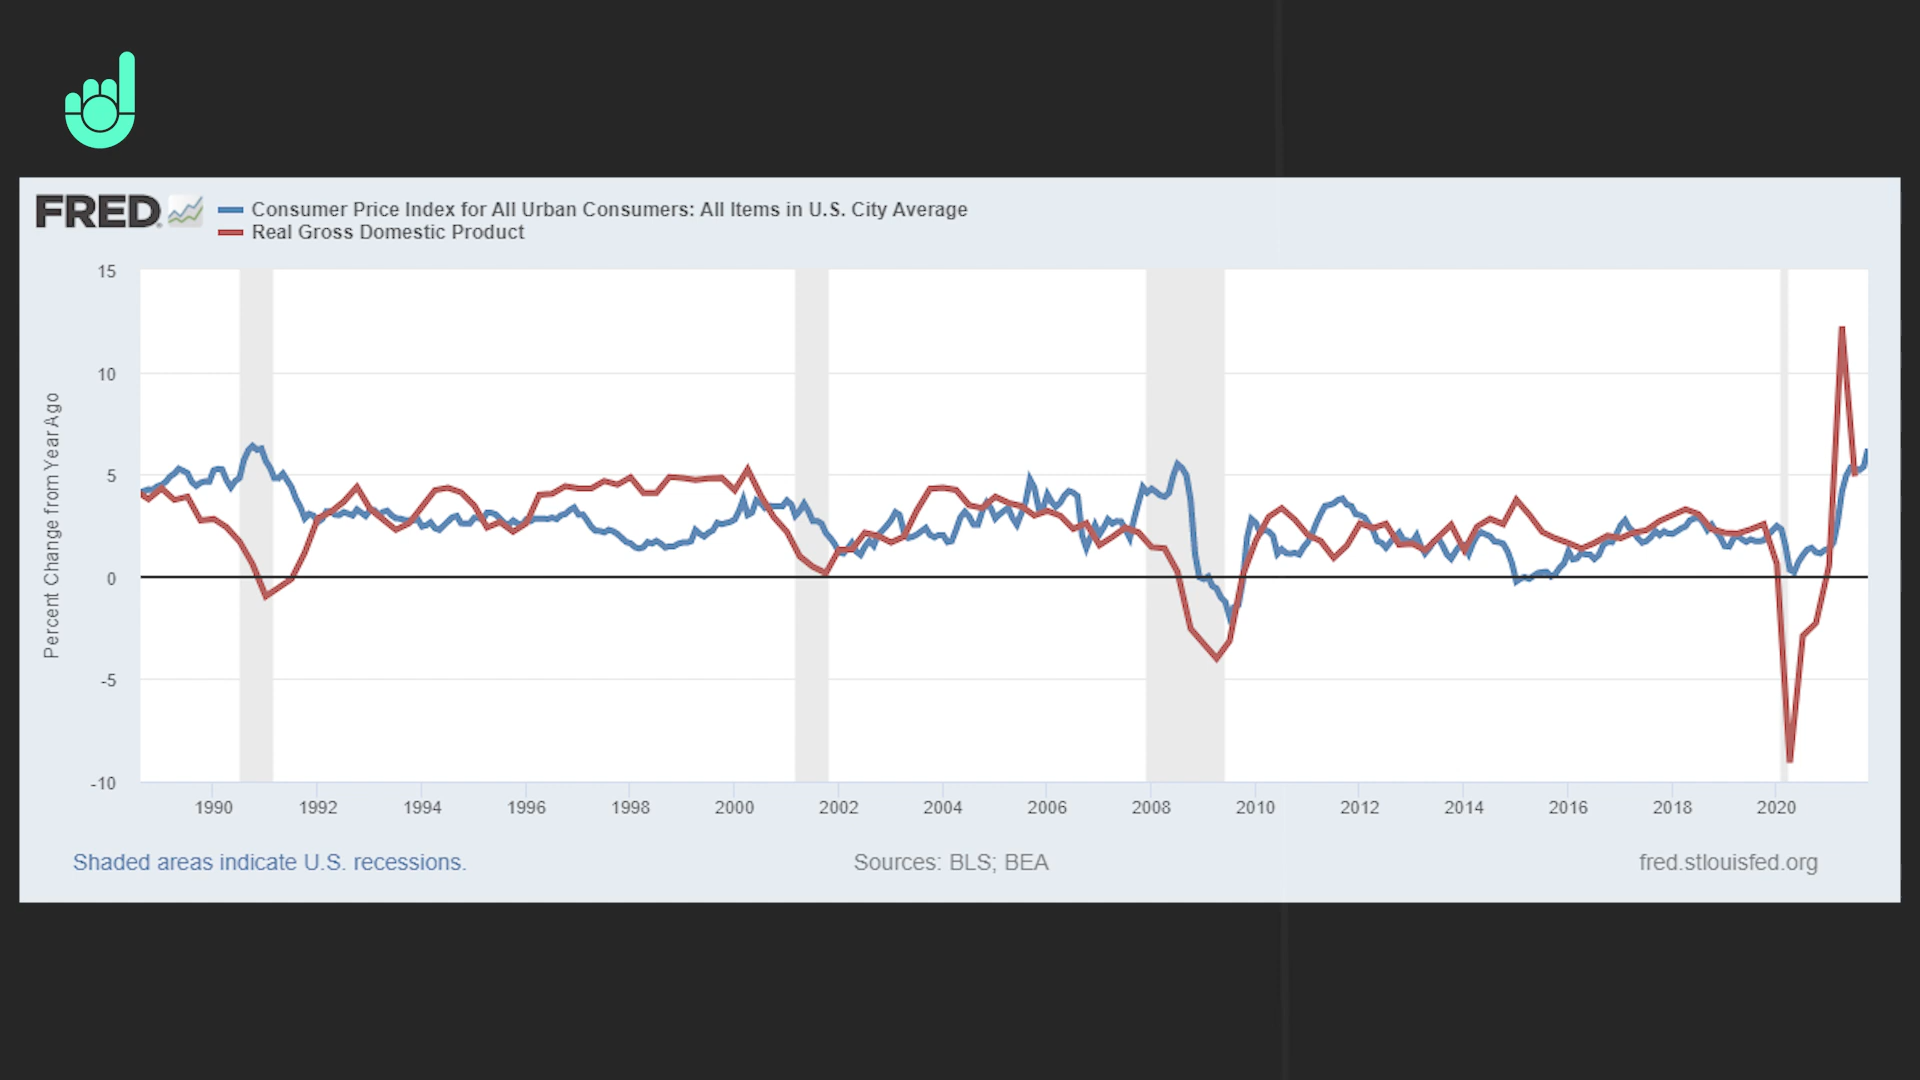 FRED
Consumer Price Index for All Urban Consumers: All Items in U.S. City Average
Real Gross Domestic Product
Percent Change from Year Ago
15
10
5
0
-5
-10
1990 1992 1994 1996 1998 2000 2002 2004 2006 2008 2010 2012 2014 2016 2018 2020
Shaded areas indicate U.S. recessions. Sources: BLS; BEA fred.stlouisfed.org